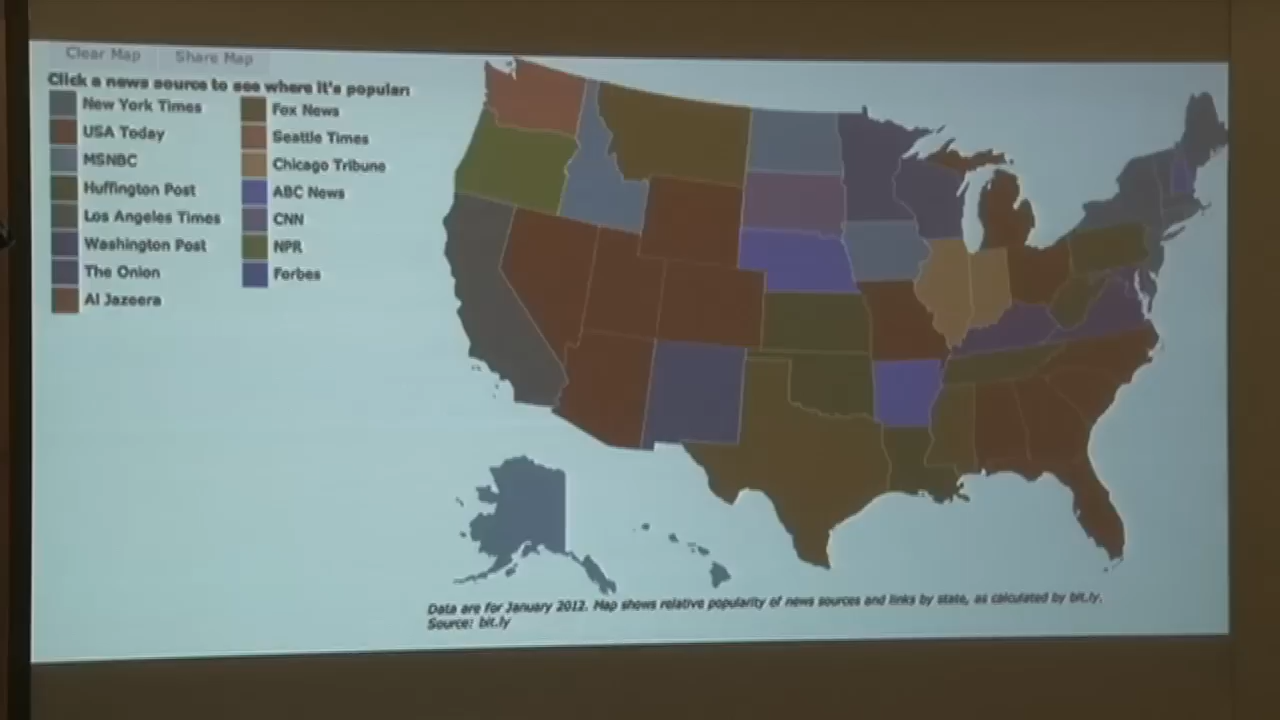 Clear Map
Share Map
Click a news source to see where it's popular:
New York Times
USA Today
MSNBC
Huffington Post
Los Angeles Times
Washington Post
The Onion
Al Jazeera
Fox News
Seattle Times
Chicago Tribune
ABC News
CNN
NPR
Forbes
Data are for January 2012. Map shows relative popularity of news sources and links by state, as calculated by bit.ly.
Source: bit.ly